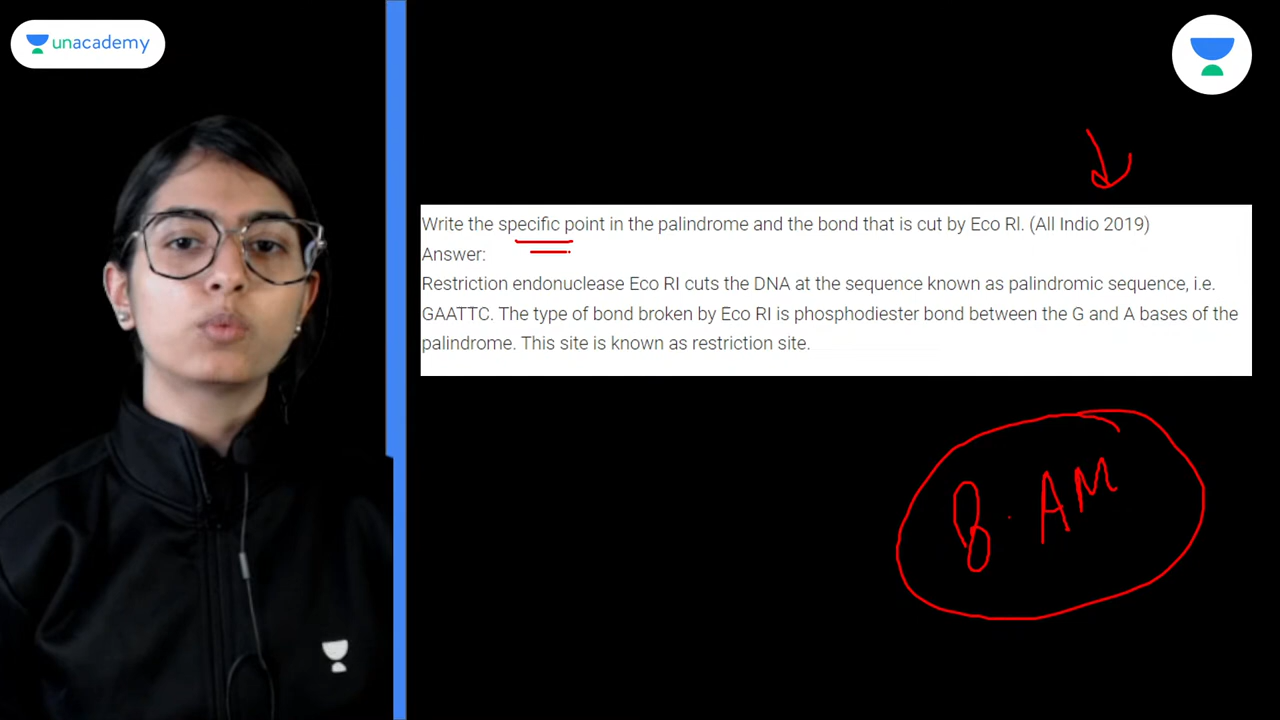 unacademy
Write the specific point in the palindrome and the bond that is cut by Eco RI. (All Indio 2019)
Answer:
Restriction endonuclease Eco RI cuts the DNA at the sequence known as palindromic sequence, i.e.
GAATTC. The type of bond broken by Eco RI is phosphodiester bond between the G and A bases of the
palindrome. This site is known as restriction site.
B. AM